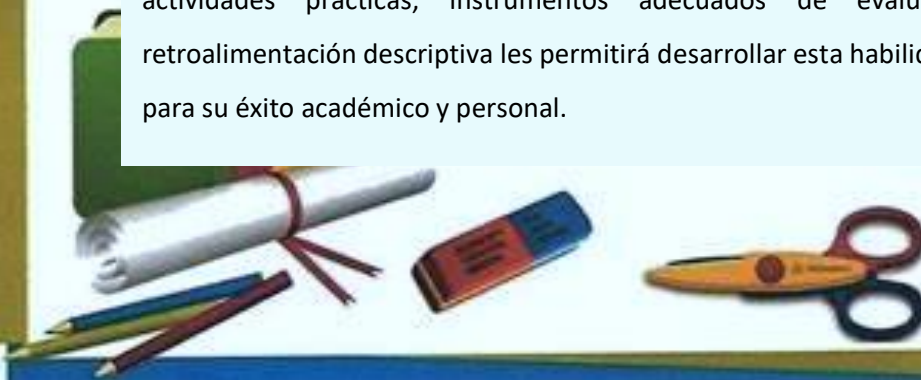 actividades prácticas, instrumentos adecuados de
retroalimentación descriptiva les permitirá desarrollar esta
para su éxito académico y personal.